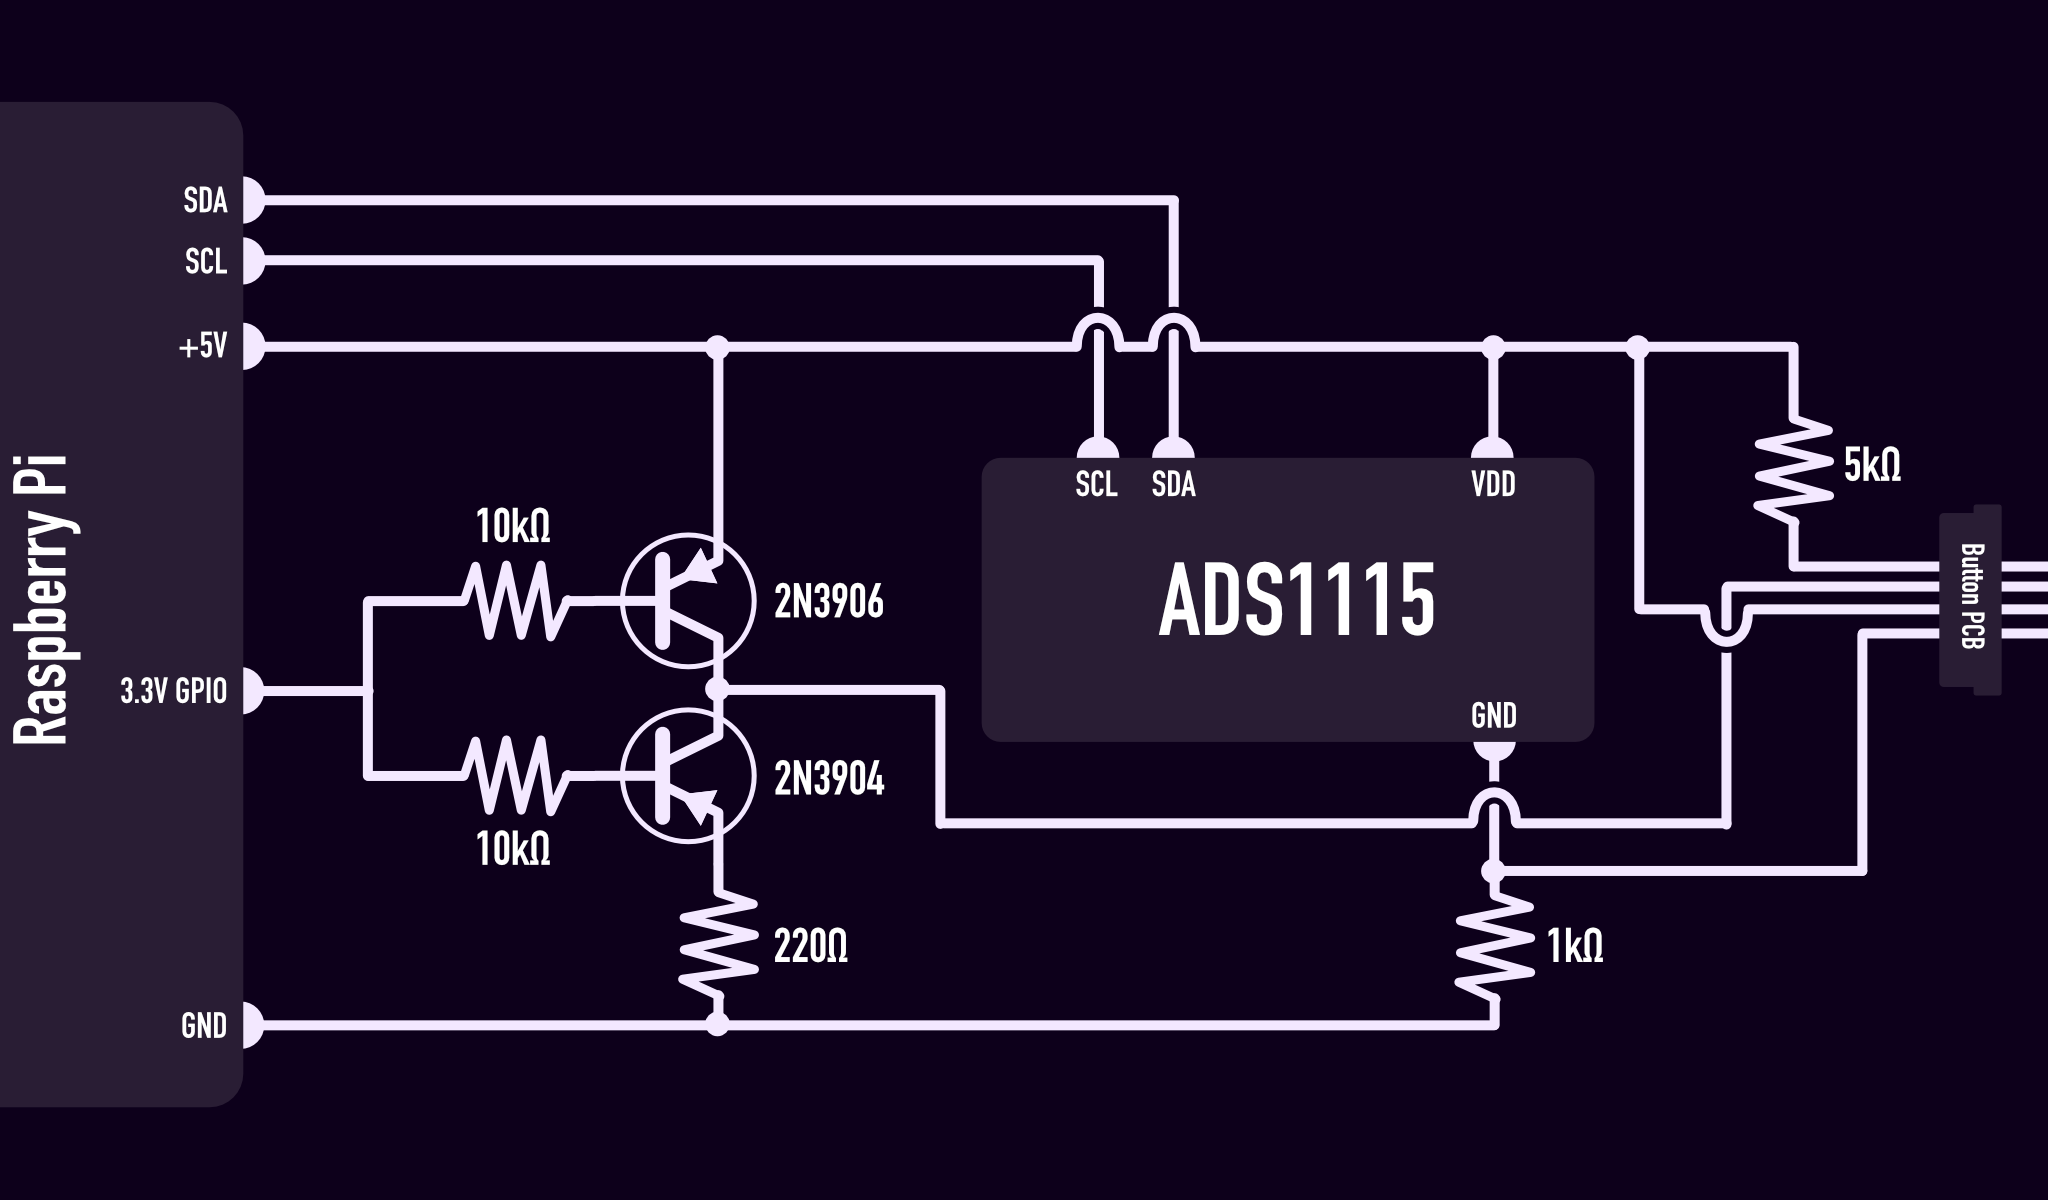 Raspberry Pi
SDA
SCL
+5V
3.3V GPIO
GND
10kΩ
10kΩ
2N3906
2N3904
220Ω
SCL
SDA
VDD
ADS1115
GND
1kΩ
5kΩ
Button PCB